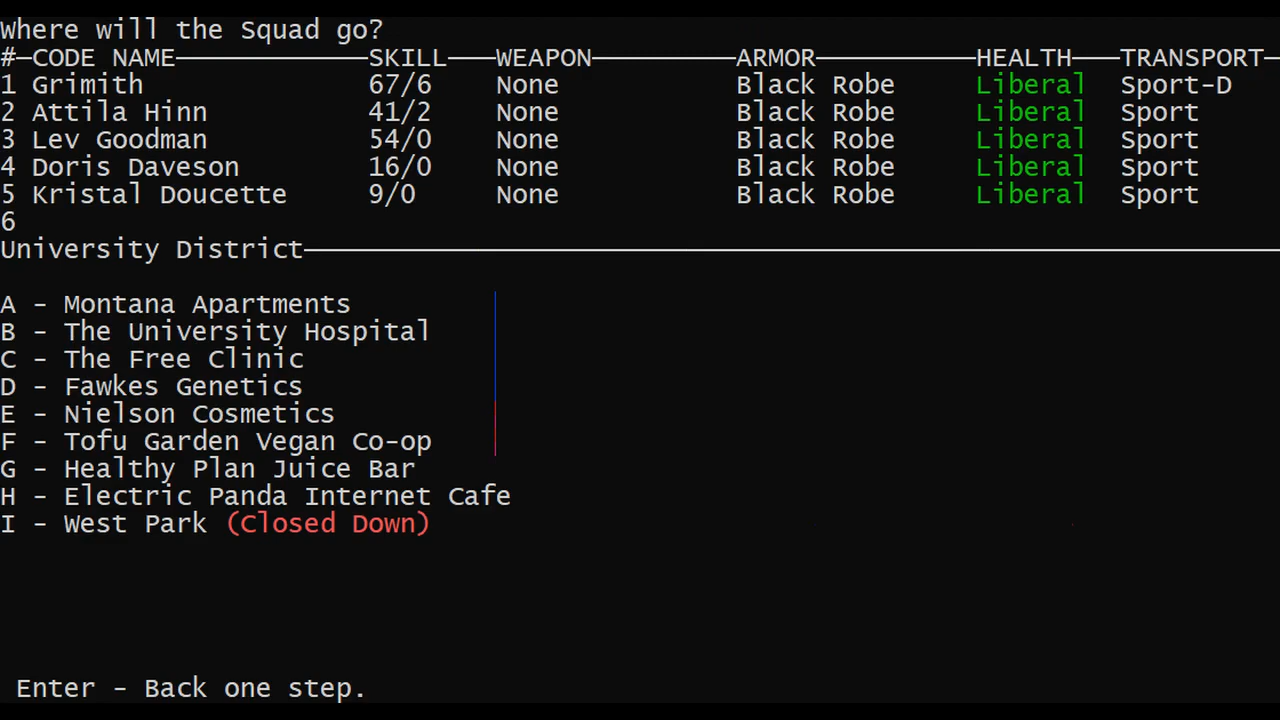 Where will the Squad go?
#—CODE NAME————————————SKILL———WEAPON—————————ARMOR——————————HEALTH———TRANSPORT—
1 Grimith 67/6 None Black Robe Liberal Sport-D
2 Attila Hinn 41/2 None Black Robe Liberal Sport
3 Lev Goodman 54/0 None Black Robe Liberal Sport
4 Doris Daveson 16/0 None Black Robe Liberal Sport
5 Kristal Doucette 9/0 None Black Robe Liberal Sport
6
University District
A - Montana Apartments
B - The University Hospital
C - The Free Clinic
D - Fawkes Genetics
E - Nielson Cosmetics
F - Tofu Garden Vegan Co-op
G - Healthy Plan Juice Bar
H - Electric Panda Internet Cafe
I - West Park (Closed Down)
Enter - Back one step.